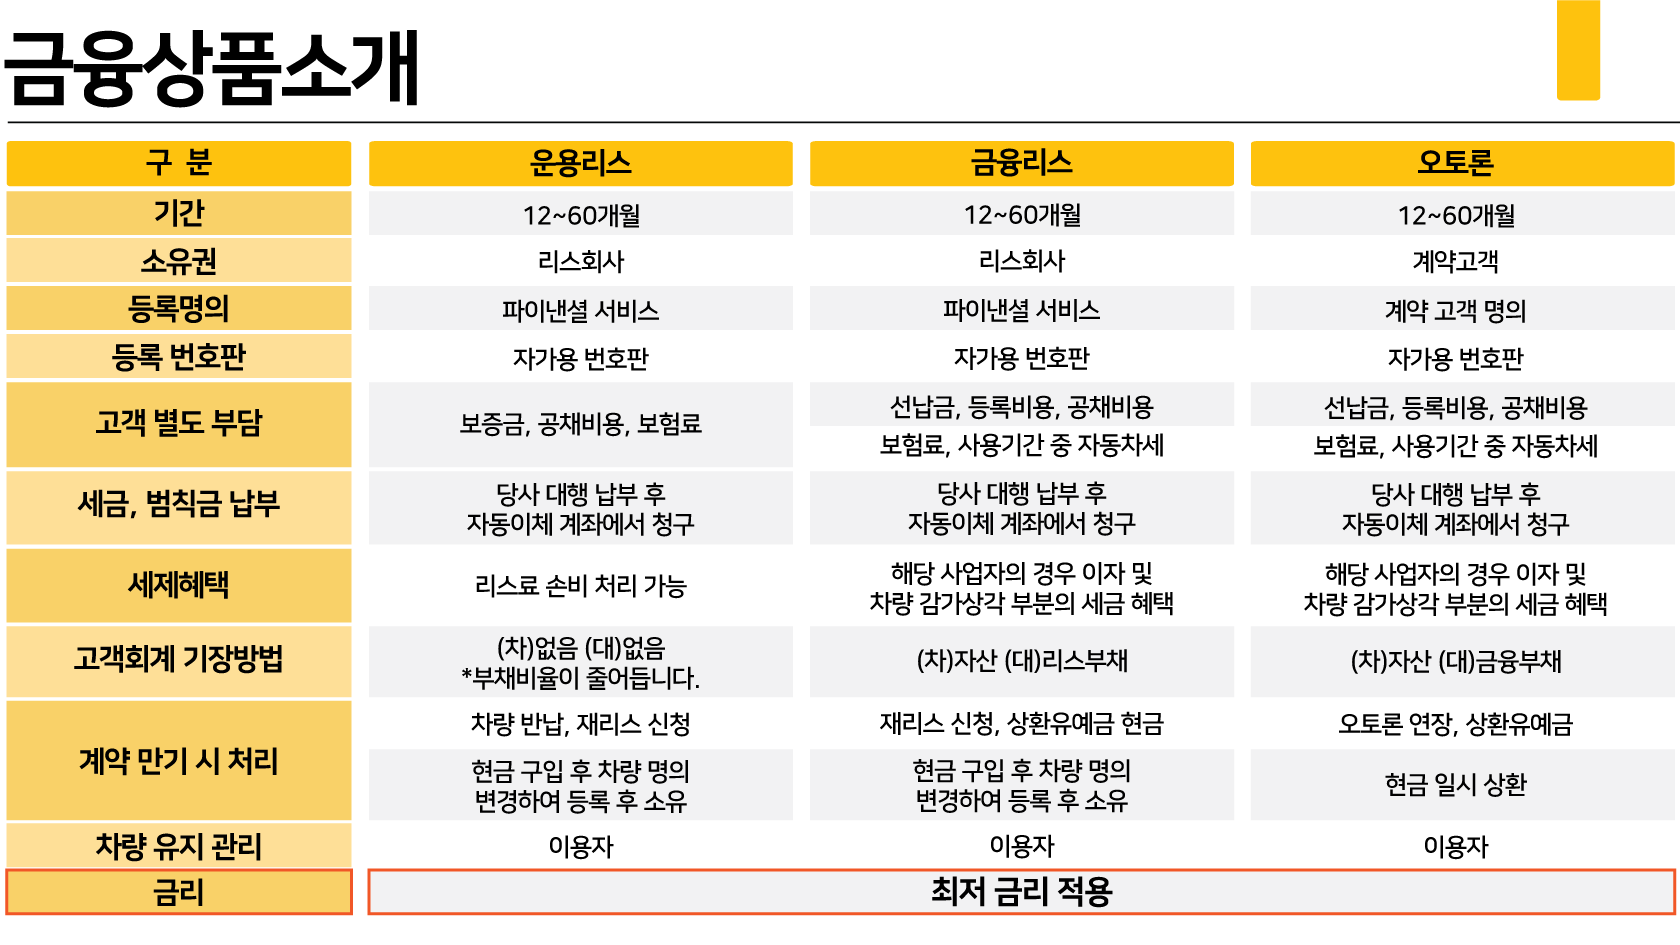 금융상품소개
구 분 운용리스 금융리스 오토론
기간 12~60개월 12~60개월 12~60개월
소유권 리스회사 리스회사 계약고객
등록명의 파이낸셜 서비스 파이낸셜 서비스 계약 고객 명의
등록 번호판 자가용 번호판 자가용 번호판 자가용 번호판
고객 별도 부담 보증금, 공채비용, 보험료 선납금, 등록비용, 공채비용 선납금, 등록비용, 공채비용
보험료, 사용기간 중 자동차세 보험료, 사용기간 중 자동차세
세금, 범칙금 납부 당사 대행 납부 후 당사 대행 납부 후 당사 대행 납부 후
자동이체 계좌에서 청구 자동이체 계좌에서 청구 자동이체 계좌에서 청구
세제혜택 리스료 손비 처리 가능 해당 사업자의 경우 이자 및 해당 사업자의 경우 이자 및
차량 감가상각 부분의 세금 혜택 차량 감가상각 부분의 세금 혜택
고객회계 기장방법 (차)없음 (대)없음 (차)자산 (대)리스부채 (차)자산 (대)금융부채
*부채비율이 줄어듭니다.
계약 만기 시 처리 차량 반납, 재리스 신청 재리스 신청, 상환유예금 현금 오토론 연장, 상환유예금
현금 구입 후 차량 명의 현금 구입 후 차량 명의 현금 일시 상환
변경하여 등록 후 소유 변경하여 등록 후 소유
차량 유지 관리 이용자 이용자 이용자
금리 최저 금리 적용